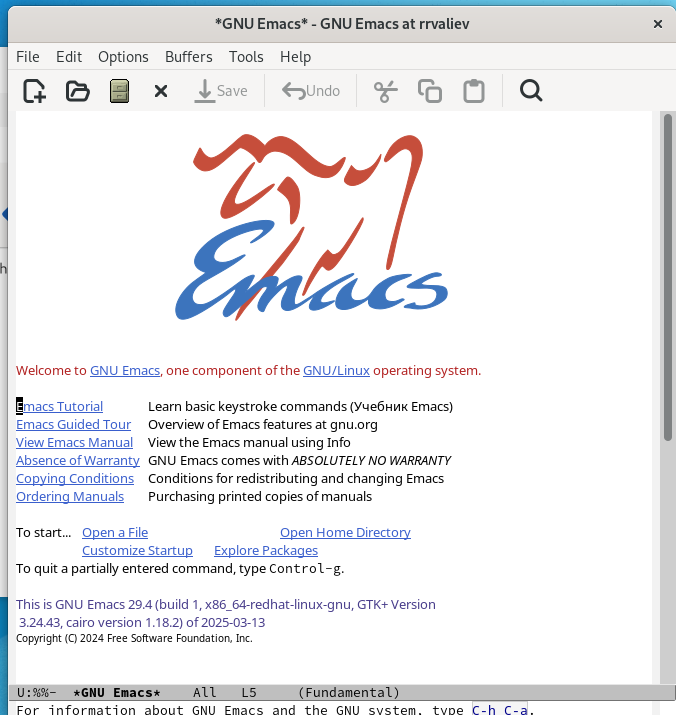 *GNU Emacs* - GNU Emacs at rrvaliev
File Edit Options Buffers Tools Help
Save Undo
Emacs
Welcome to GNU Emacs, one component of the GNU/Linux operating system.
Emacs Tutorial Learn basic keystroke commands (Учебник Emacs)
Emacs Guided Tour Overview of Emacs features at gnu.org
View Emacs Manual View the Emacs manual using Info
Absence of Warranty GNU Emacs comes with ABSOLUTELY NO WARRANTY
Copying Conditions Conditions for redistributing and changing Emacs
Ordering Manuals Purchasing printed copies of manuals
To start... Open a File Open Home Directory
Customize Startup Explore Packages
To quit a partially entered command, type Control-g.
This is GNU Emacs 29.4 (build 1, x86_64-redhat-linux-gnu, GTK+ Version
3.24.43, cairo version 1.18.2) of 2025-03-13
Copyright (C) 2024 Free Software Foundation, Inc.
U:%%- *GNU Emacs* All L5 (Fundamental)
For information about GNU Emacs and the GNU system, type C-h C-a.